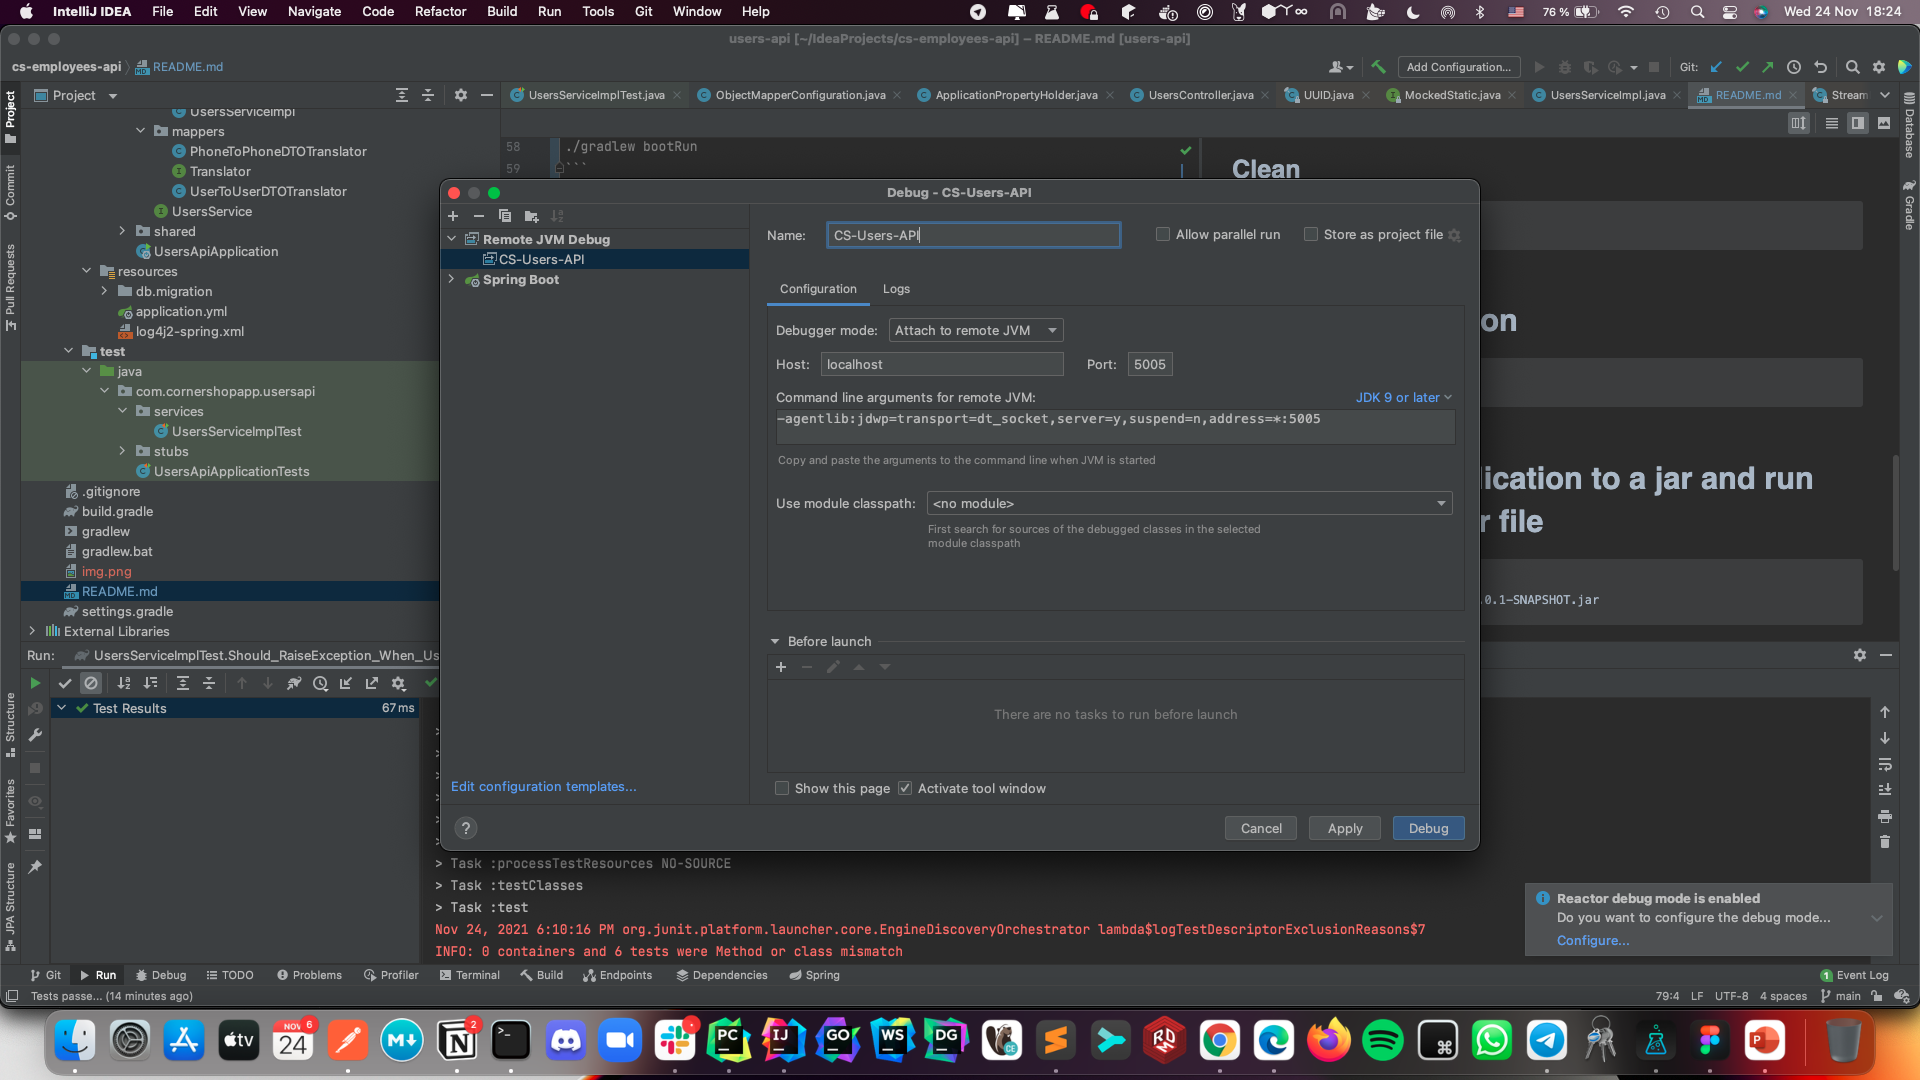 IntelliJ IDEA File Edit View Navigate Code Refactor Build Run Tools Git Window Help 76 % Wed 24 Nov 18:24
users-api [~/IdeaProjects/cs-employees-api] – README.md [users-api]
cs-employees-api README.md Add Configuration... Git:
Project UsersServiceImplTest.java ObjectMapperConfiguration.java ApplicationPropertyHolder.java UsersController.java UUID.java MockedStatic.java UsersServiceImpl.java README.md Stream
Project
Commit
Pull Requests
Structure
Favorites
JPA Structure
Database
Gradle
UsersServiceImpl
mappers
PhoneToPhoneDTOTranslator
Translator
UserToUserDTOTranslator
UsersService
shared
UsersApiApplication
resources
db.migration
application.yml
log4j2-spring.xml
test
java
com.cornershopapp.usersapi
services
UsersServiceImplTest
stubs
UsersApiApplicationTests
.gitignore
build.gradle
gradlew
gradlew.bat
img.png
README.md
settings.gradle
External Libraries
58 ./gradlew bootRun
59 ```
Clean
on
ication to a jar and run
r file
.0.1-SNAPSHOT.jar
Debug - CS-Users-API
Remote JVM Debug
CS-Users-API
Spring Boot
Edit configuration templates...
Name: CS-Users-API Allow parallel run Store as project file
Configuration Logs
Debugger mode: Attach to remote JVM
Host: localhost Port: 5005
Command line arguments for remote JVM: JDK 9 or later
-agentlib:jdwp=transport=dt_socket,server=y,suspend=n,address=*:5005
Copy and paste the arguments to the command line when JVM is started
Use module classpath: <no module>
First search for sources of the debugged classes in the selected
module classpath
Before launch
There are no tasks to run before launch
Show this page Activate tool window
? Cancel Apply Debug
Run: UsersServiceImplTest.Should_RaiseException_When_Us
Test Results 67 ms
> Task :processTestResources NO-SOURCE
> Task :testClasses
> Task :test
Nov 24, 2021 6:10:16 PM org.junit.platform.launcher.core.EngineDiscoveryOrchestrator lambda$logTestDescriptorExclusionReasons$7
INFO: 0 containers and 6 tests were Method or class mismatch
Reactor debug mode is enabled
Do you want to configure the debug mode...
Configure...
Git Run Debug TODO Problems Profiler Terminal Build Endpoints Dependencies Spring 1 Event Log
Tests passe... (14 minutes ago) 79:4 LF UTF-8 4 spaces main
tv NOV 24 6 M 2 >_ PC IJ GO WS DG CE RD P